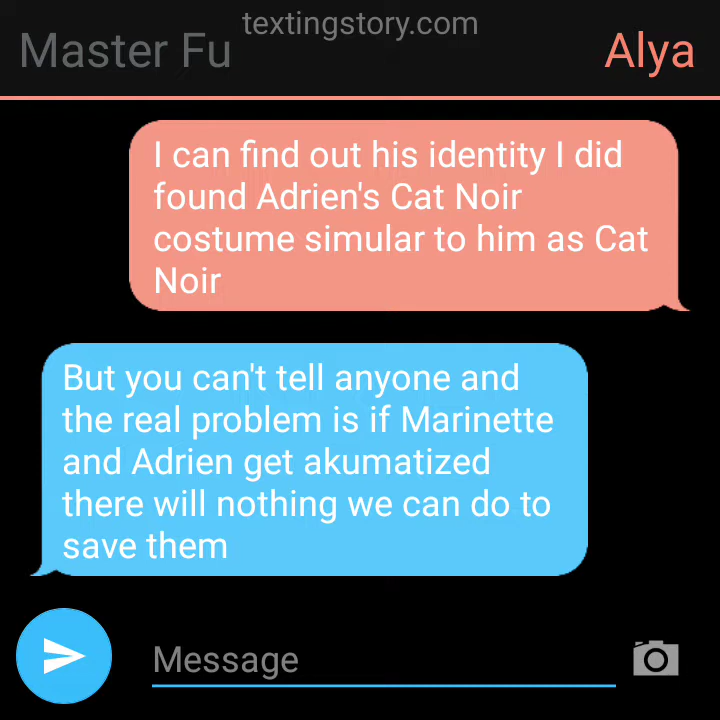 textingstory.com
Master Fu
Alya
I can find out his identity I did
found Adrien's Cat Noir
costume simular to him as Cat
Noir
But you can't tell anyone and
the real problem is if Marinette
and Adrien get akumatized
there will nothing we can do to
save them
Message